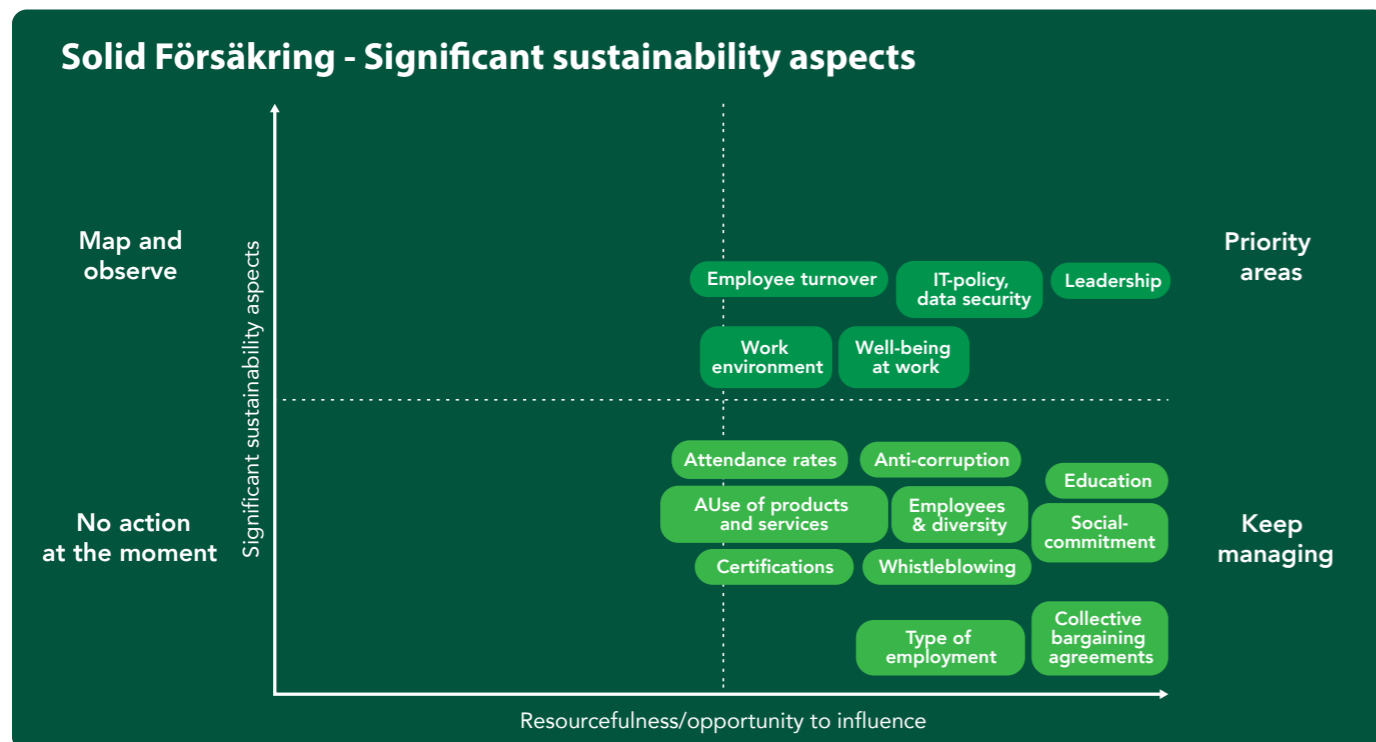 Solid Försäkring - Significant sustainability aspects
Map and
observe
Significant sustainability aspects
Priority
areas
Employee turnover
IT-policy,
data security
Leadership
Work
environment
Well-being
at work
No action
at the moment
Attendance rates
Anti-corruption
Education
AUse of products
and services
Employees
& diversity
Social-
commitment
Certifications
Whistleblowing
Type of
employment
Collective
bargaining
agreements
Keep
managing
Resourcefulness/opportunity to influence